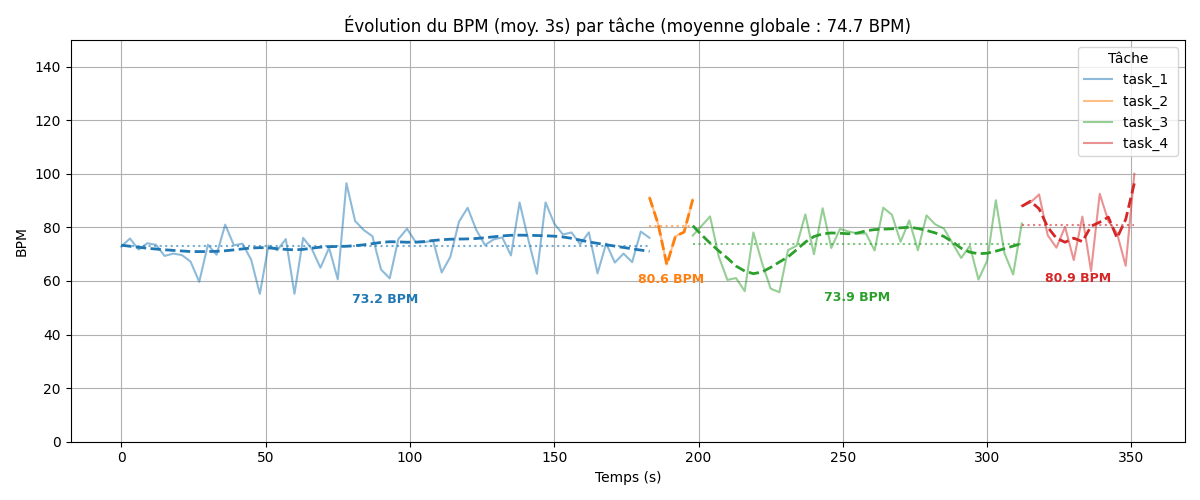 Évolution du BPM (moy. 3s) par tâche (moyenne globale : 74.7 BPM)
BPM
140
120
100
80
60
40
20
0
Tâche
task_1
task_2
task_3
task_4
73.2 BPM
80.6 BPM
73.9 BPM
80.9 BPM
0
50
100
150
200
250
300
350
Temps (s)